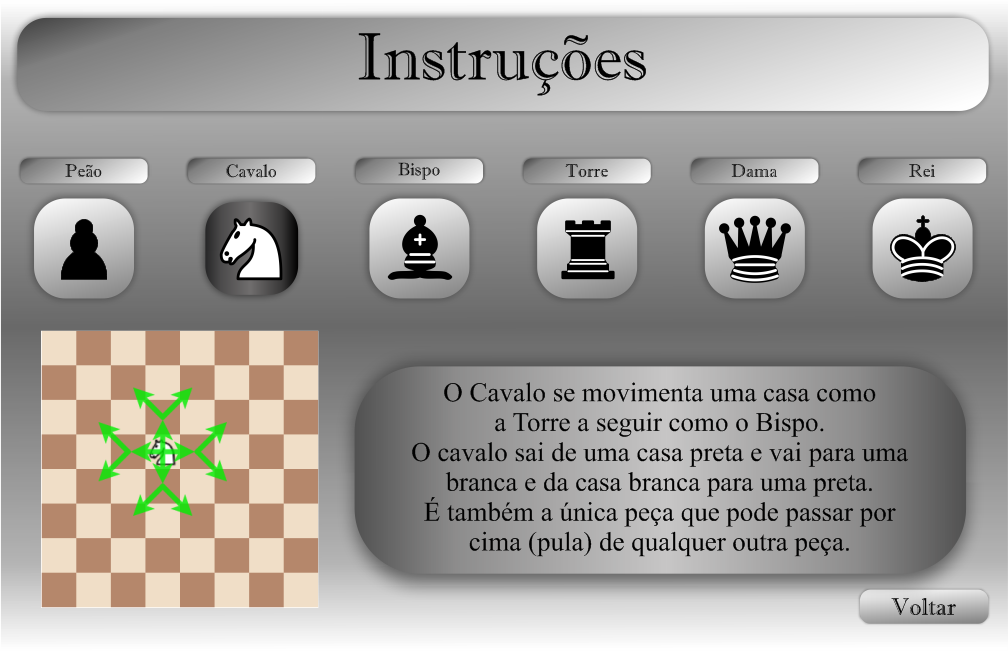 Instruções
Peão
Cavalo
Bispo
Torre
Dama
Rei
O Cavalo se movimenta uma casa como
a Torre a seguir como o Bispo.
O cavalo sai de uma casa preta e vai para uma
branca e da casa branca para uma preta.
É também a única peça que pode passar por
cima (pula) de qualquer outra peça.
Voltar